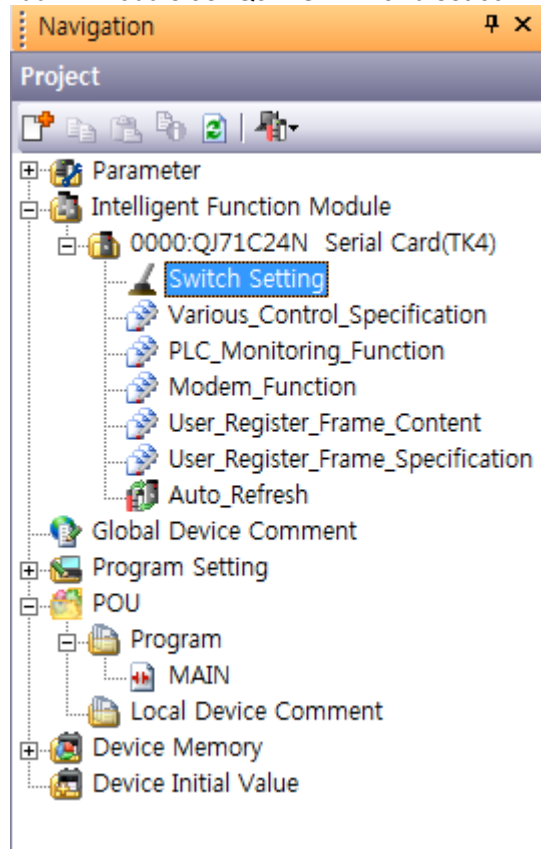 Navigation
Project
Parameter
Intelligent Function Module
0000:QJ71C24N Serial Card(TK4)
Switch Setting
Various_Control_Specification
PLC_Monitoring_Function
Modem_Function
User_Register_Frame_Content
User_Register_Frame_Specification
Auto_Refresh
Global Device Comment
Program Setting
POU
Program
MAIN
Local Device Comment
Device Memory
Device Initial Value